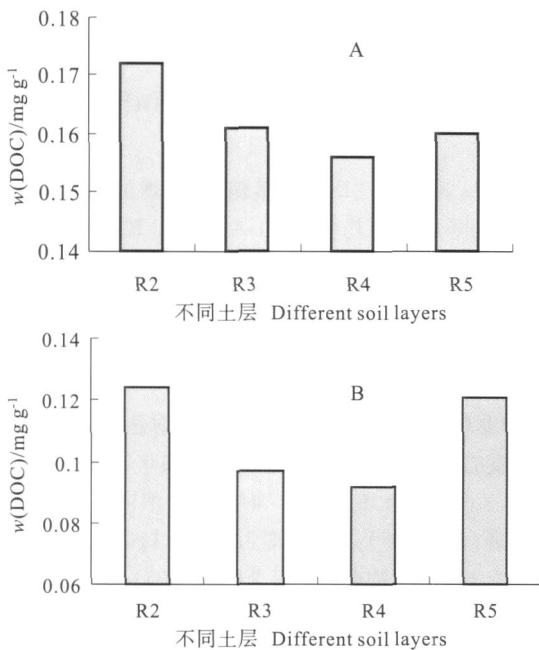 0.18
A
0.17
0.16
0.15
0.14
w(DOC)/mg g⁻¹
R2 R3 R4 R5
不同土层 Different soil layers
0.14
B
0.12
0.1
0.08
0.06
w(DOC)/mg g⁻¹
R2 R3 R4 R5
不同土层 Different soil layers